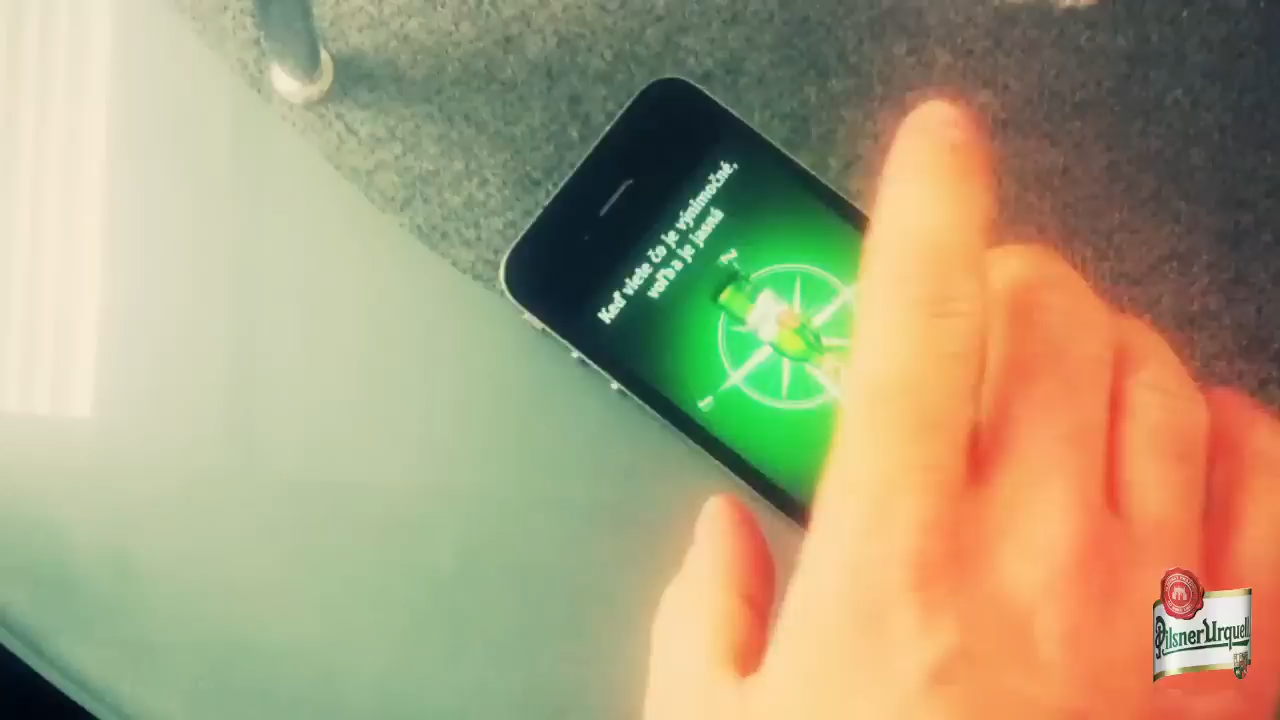 Keď viete čo je výnimočné,
voľba je jasná
Pilsner Urquell